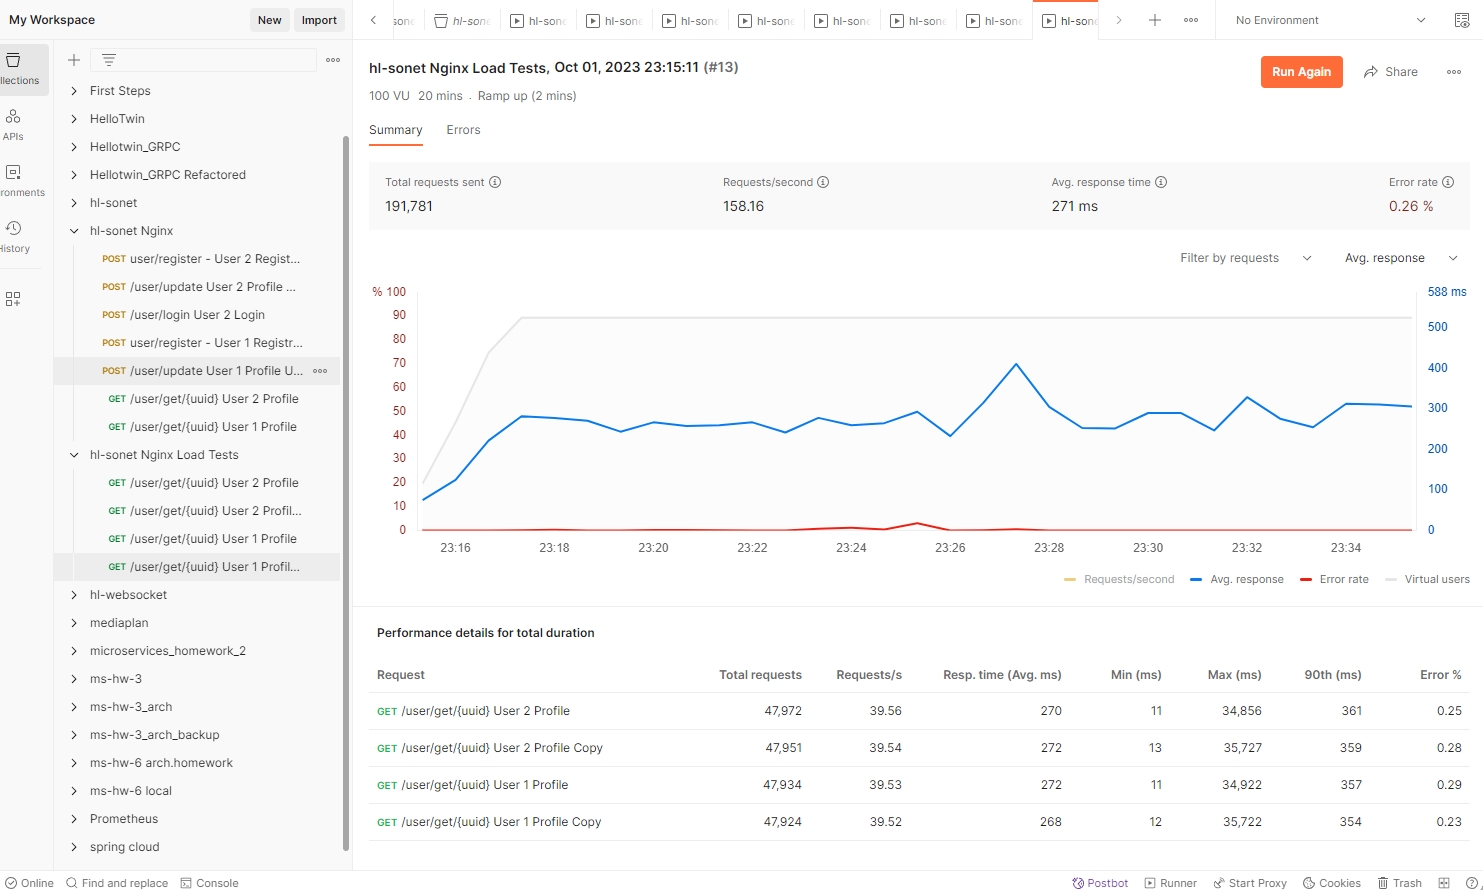 My Workspace
New
Import
sone
hl-sone
hl-sone
hl-sone
hl-sone
hl-sone
hl-sone
hl-sone
hl-sone
hl-sone
No Environment
llections
APIs
ronments
History
First Steps
HelloTwin
Hellotwin_GRPC
Hellotwin_GRPC Refactored
hl-sonet
hl-sonet Nginx
POST user/register - User 2 Regist...
POST /user/update User 2 Profile ...
POST /user/login User 2 Login
POST user/register - User 1 Registr...
POST /user/update User 1 Profile U...
GET /user/get/{uuid} User 2 Profile
GET /user/get/{uuid} User 1 Profile
hl-sonet Nginx Load Tests
GET /user/get/{uuid} User 2 Profile
GET /user/get/{uuid} User 2 Profil...
GET /user/get/{uuid} User 1 Profile
GET /user/get/{uuid} User 1 Profil...
hl-websocket
mediaplan
microservices_homework_2
ms-hw-3
ms-hw-3_arch
ms-hw-3_arch_backup
ms-hw-6 arch.homework
ms-hw-6 local
Prometheus
spring cloud
hl-sonet Nginx Load Tests, Oct 01, 2023 23:15:11 (#13)
Run Again
Share
100 VU 20 mins . Ramp up (2 mins)
Summary
Errors
Total requests sent
Requests/second
Avg. response time
Error rate
191,781
158.16
271 ms
0.26 %
Filter by requests
Avg. response
% 100
90
80
70
60
50
40
30
20
10
0
588 ms
500
400
300
200
100
0
23:16
23:18
23:20
23:22
23:24
23:26
23:28
23:30
23:32
23:34
Requests/second
Avg. response
Error rate
Virtual users
Performance details for total duration
Request Total requests Requests/s Resp. time (Avg. ms) Min (ms) Max (ms) 90th (ms) Error %
GET /user/get/{uuid} User 2 Profile 47,972 39.56 270 11 34,856 361 0.25
GET /user/get/{uuid} User 2 Profile Copy 47,951 39.54 272 13 35,727 359 0.28
GET /user/get/{uuid} User 1 Profile 47,934 39.53 272 11 34,922 357 0.29
GET /user/get/{uuid} User 1 Profile Copy 47,924 39.52 268 12 35,722 354 0.23
Online
Find and replace
Console
Postbot
Runner
Start Proxy
Cookies
Trash